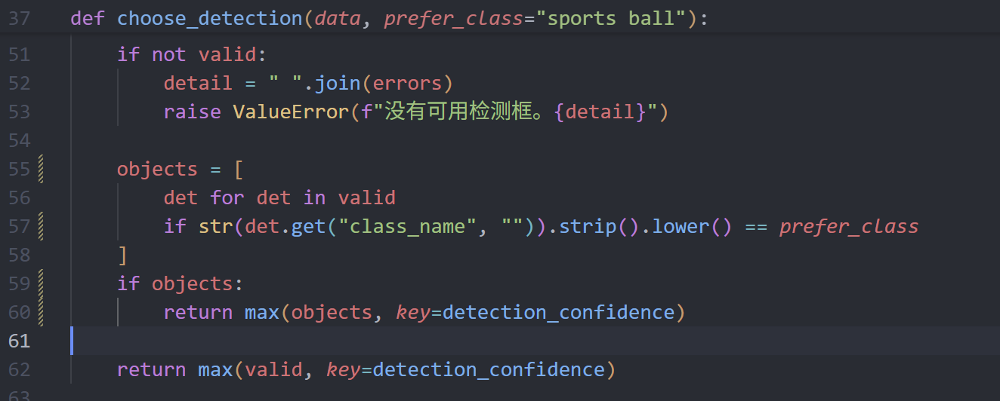 37 def choose_detection(data, prefer_class="sports ball"):
51 if not valid:
52 detail = " ".join(errors)
53 raise ValueError(f"没有可用检测框。{detail}")
54
55 objects = [
56 det for det in valid
57 if str(det.get("class_name", "")).strip().lower() == prefer_class
58 ]
59 if objects:
60 return max(objects, key=detection_confidence)
61
62 return max(valid, key=detection_confidence)
63